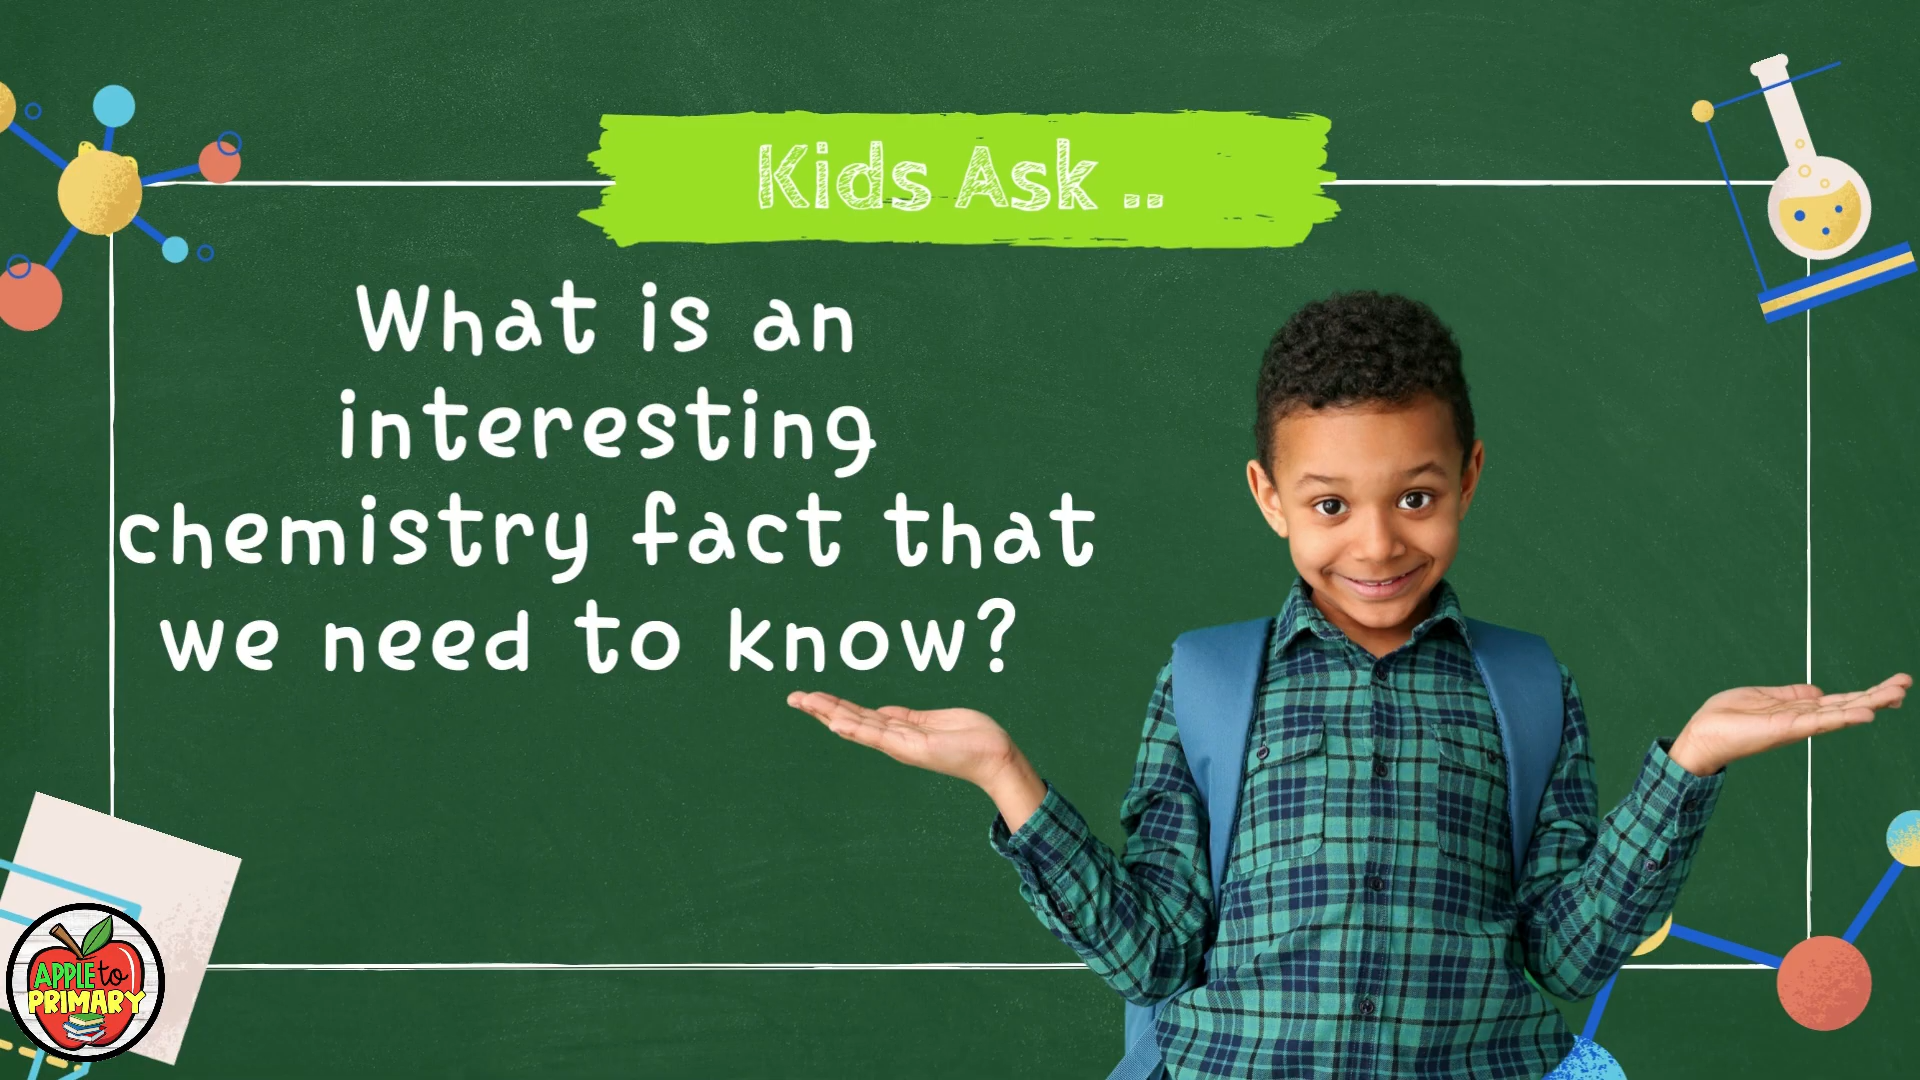 Kids Ask ..
What is an
interesting
chemistry fact that
we need to know?
APPLE to
PRIMARY